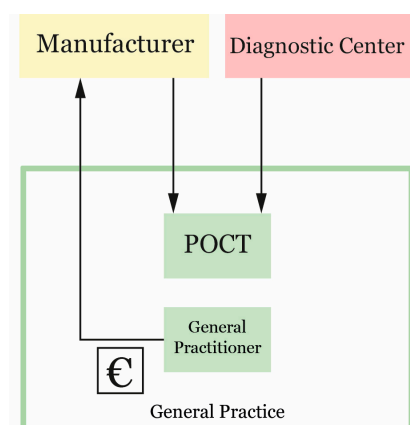 Manufacturer
Diagnostic Center
POCT
General
Practitioner
€
General Practice